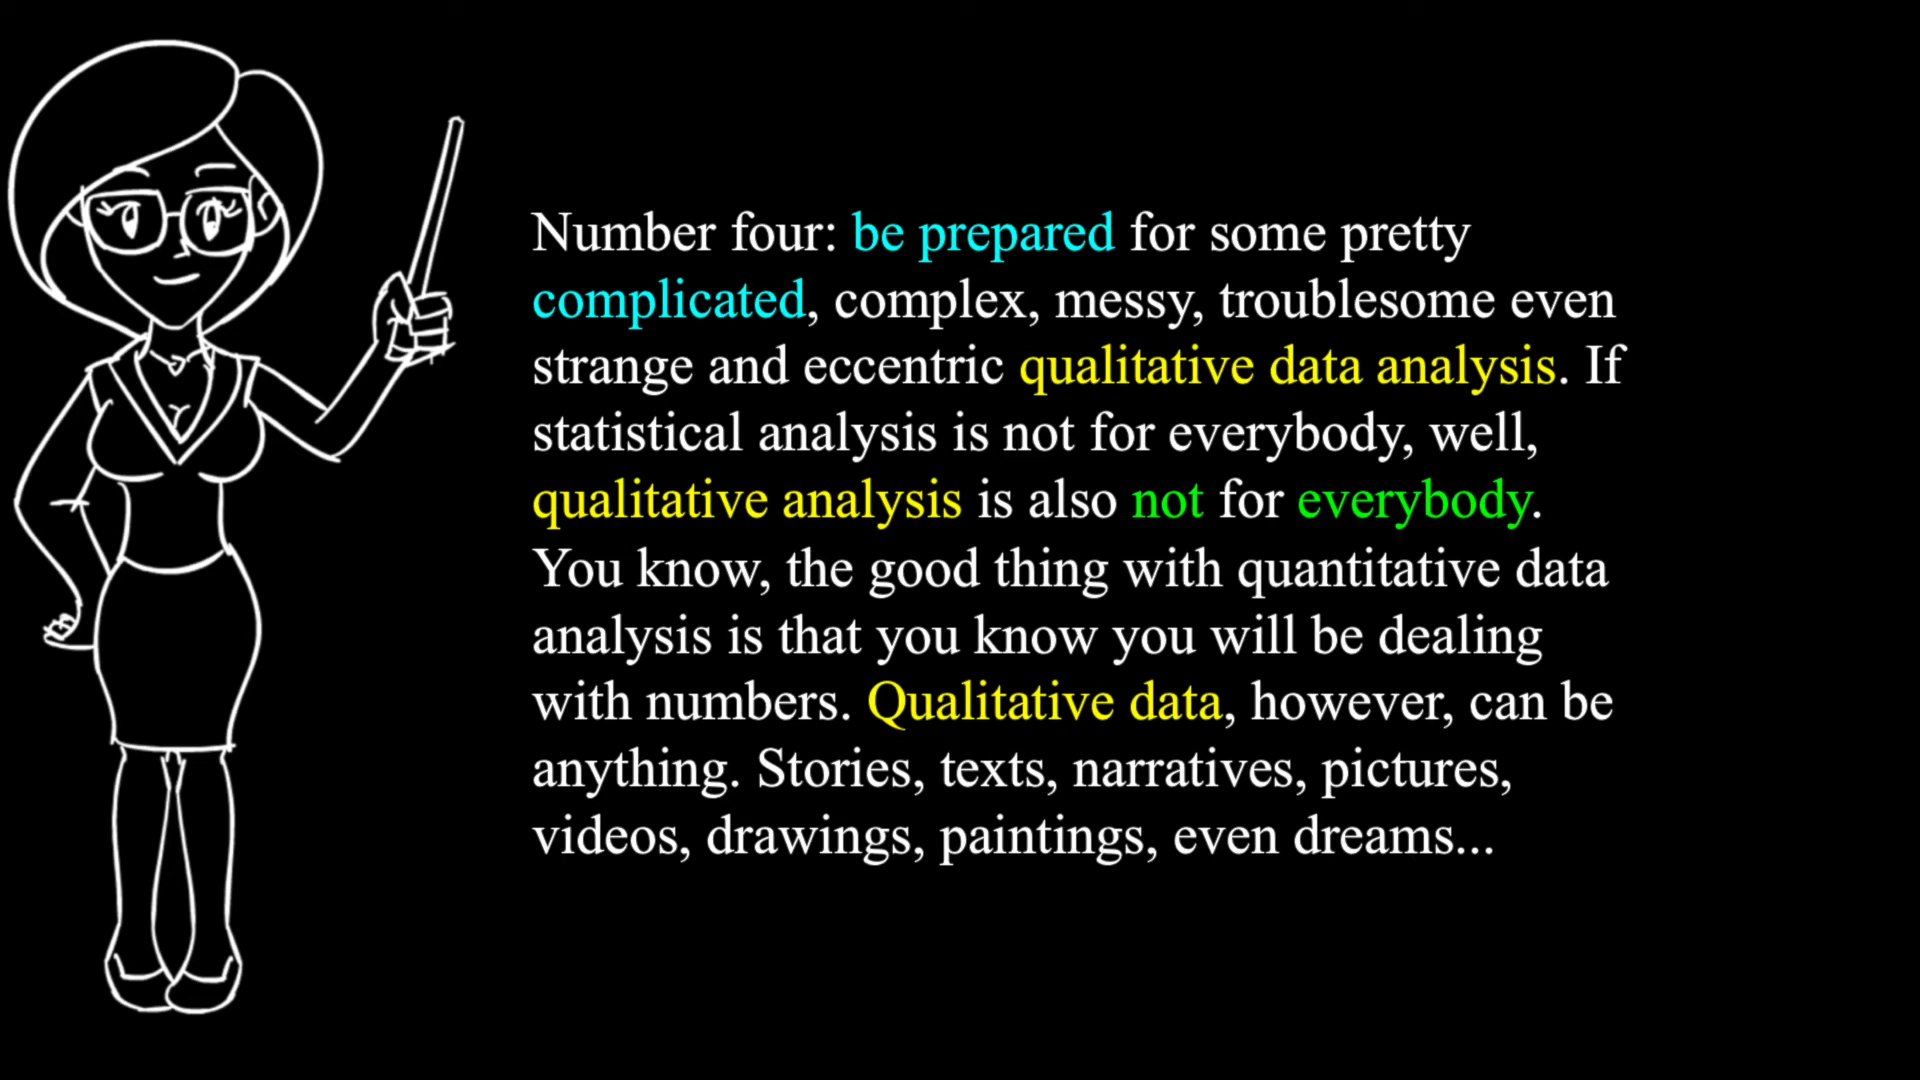 Number four: be prepared for some pretty
complicated, complex, messy, troublesome even
strange and eccentric qualitative data analysis. If
statistical analysis is not for everybody, well,
qualitative analysis is also not for everybody.
You know, the good thing with quantitative data
analysis is that you know you will be dealing
with numbers. Qualitative data, however, can be
anything. Stories, texts, narratives, pictures,
videos, drawings, paintings, even dreams...